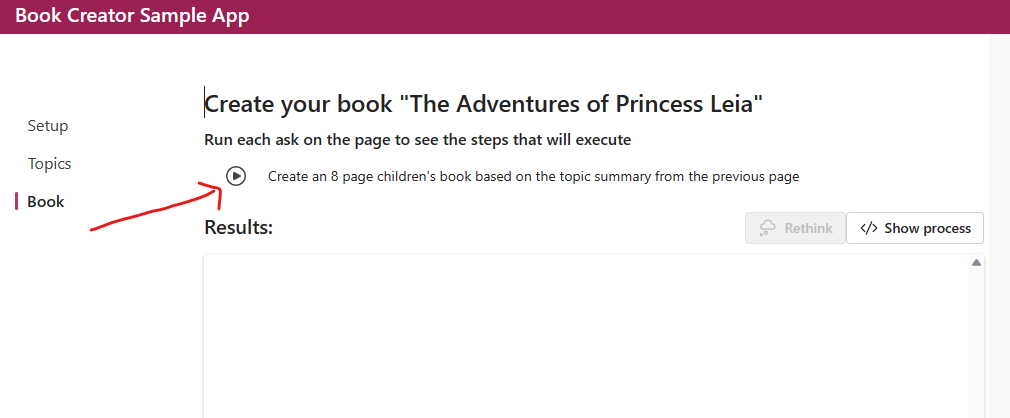 Book Creator Sample App
Setup
Topics
Book
Create your book "The Adventures of Princess Leia"
Run each ask on the page to see the steps that will execute
Create an 8 page children's book based on the topic summary from the previous page
Results:
Rethink
</> Show process